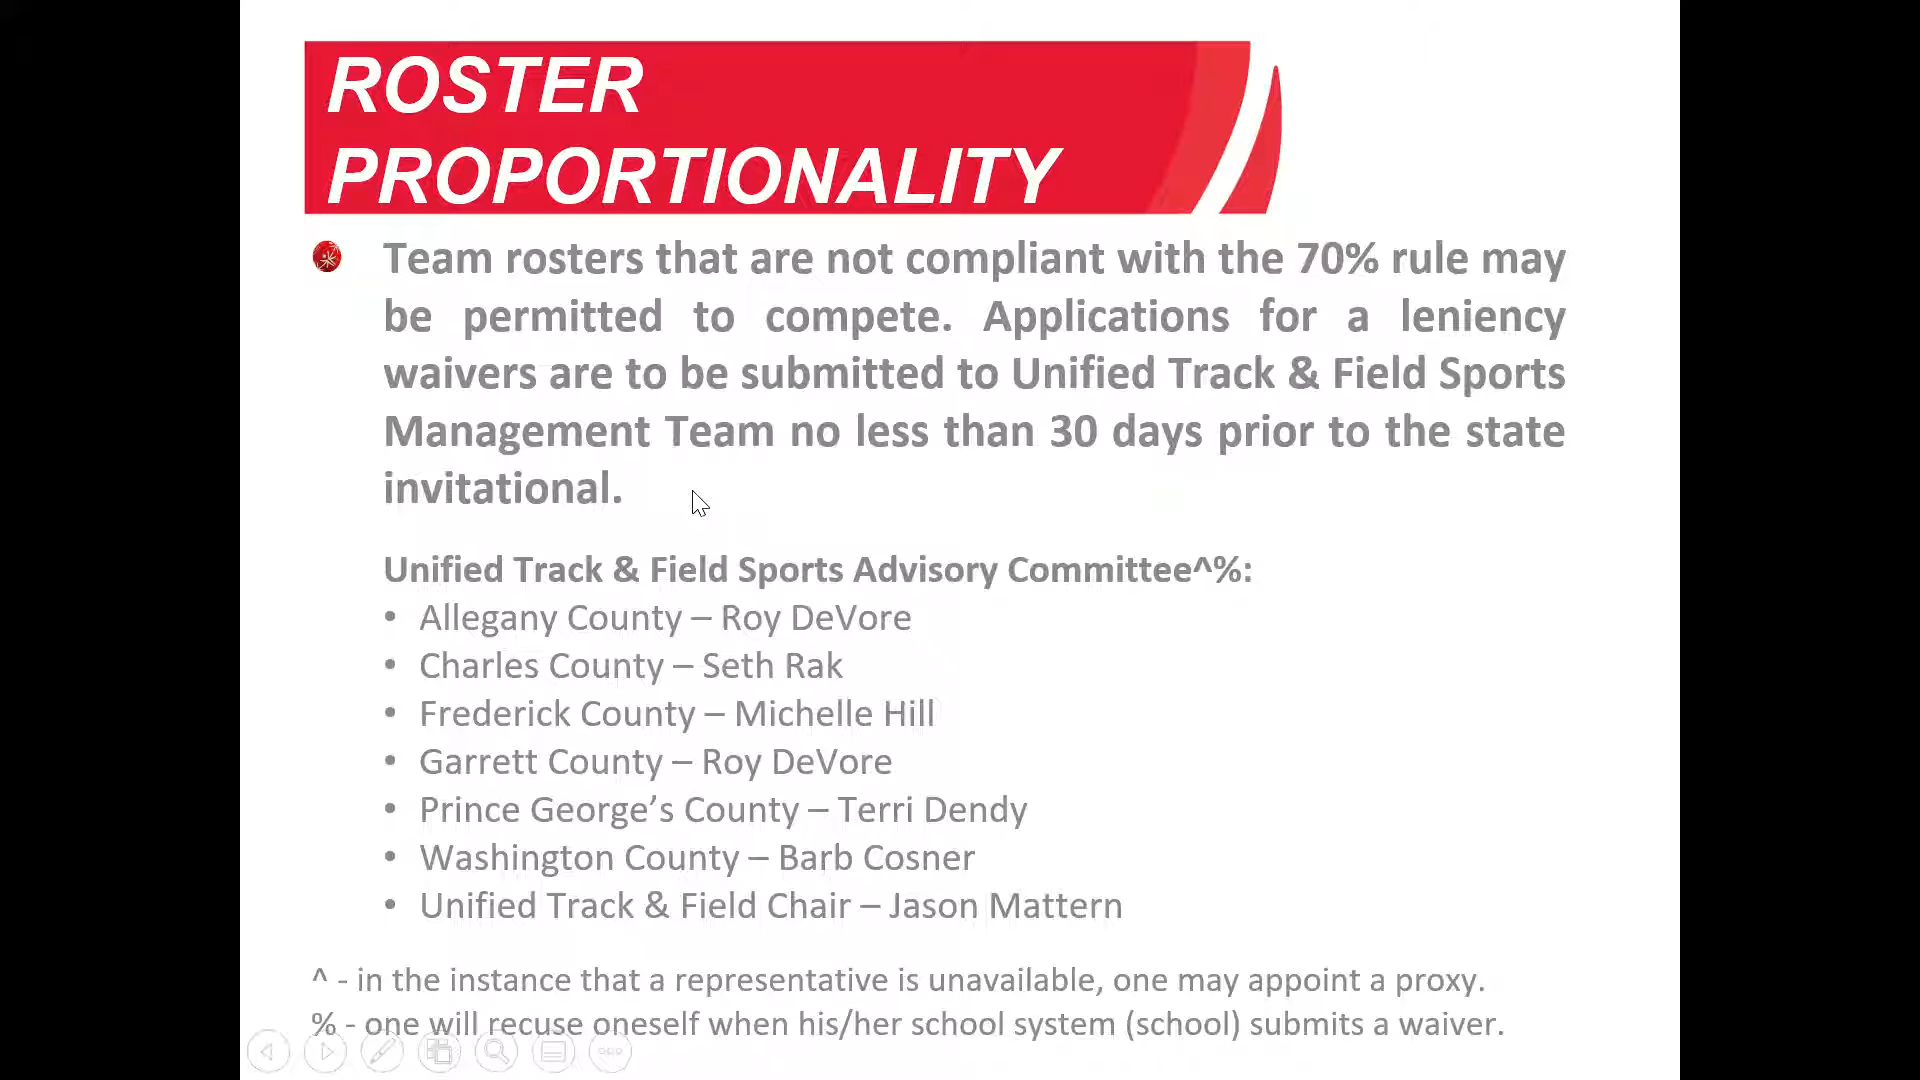 ROSTER
PROPORTIONALITY
Team rosters that are not compliant with the 70% rule may
be permitted to compete. Applications for a leniency
waivers are to be submitted to Unified Track & Field Sports
Management Team no less than 30 days prior to the state
invitational.
Unified Track & Field Sports Advisory Committee^%:
• Allegany County – Roy DeVore
• Charles County – Seth Rak
• Frederick County – Michelle Hill
• Garrett County – Roy DeVore
• Prince George’s County – Terri Dendy
• Washington County – Barb Cosner
• Unified Track & Field Chair – Jason Mattern
^ - in the instance that a representative is unavailable, one may appoint a proxy.
% - one will recuse oneself when his/her school system (school) submits a waiver.